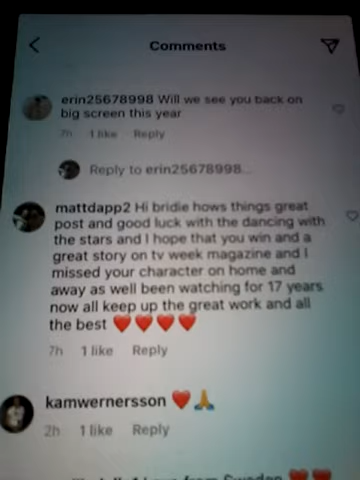 Comments
erin25678998 Will we see you back on
big screen this year
7h 1 like Reply
Reply to erin25678998...
mattdapp2 Hi bridie hows things great
post and good luck with the dancing with
the stars and I hope that you win and a
great story on tv week magazine and I
missed your character on home and
away as well been watching for 17 years
now all keep up the great work and all
the best ❤️❤️❤️❤️
7h 1 like Reply
kamwernersson ❤️🙏
2h 1 like Reply
from Sweden ❤️❤️